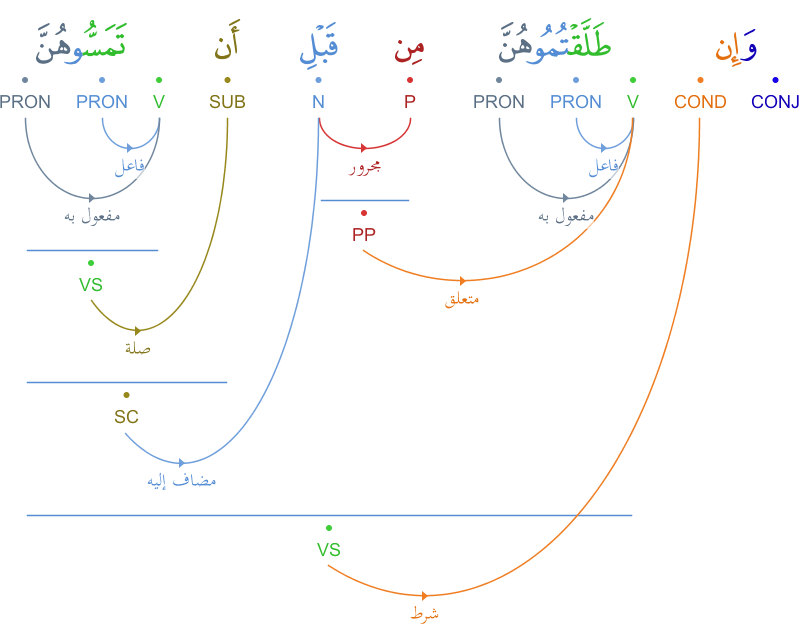 وَإِن طَلَّقْتُمُوهُنَّ مِن قَبْلِ أَن تَمَسُّوهُنَّ
CONJ COND V PRON PRON P N SUB V PRON PRON
فاعل مجرور فاعل
مفعول به مفعول به
PP
VS
متعلق
صلة
SC
مضاف إليه
VS
شرط